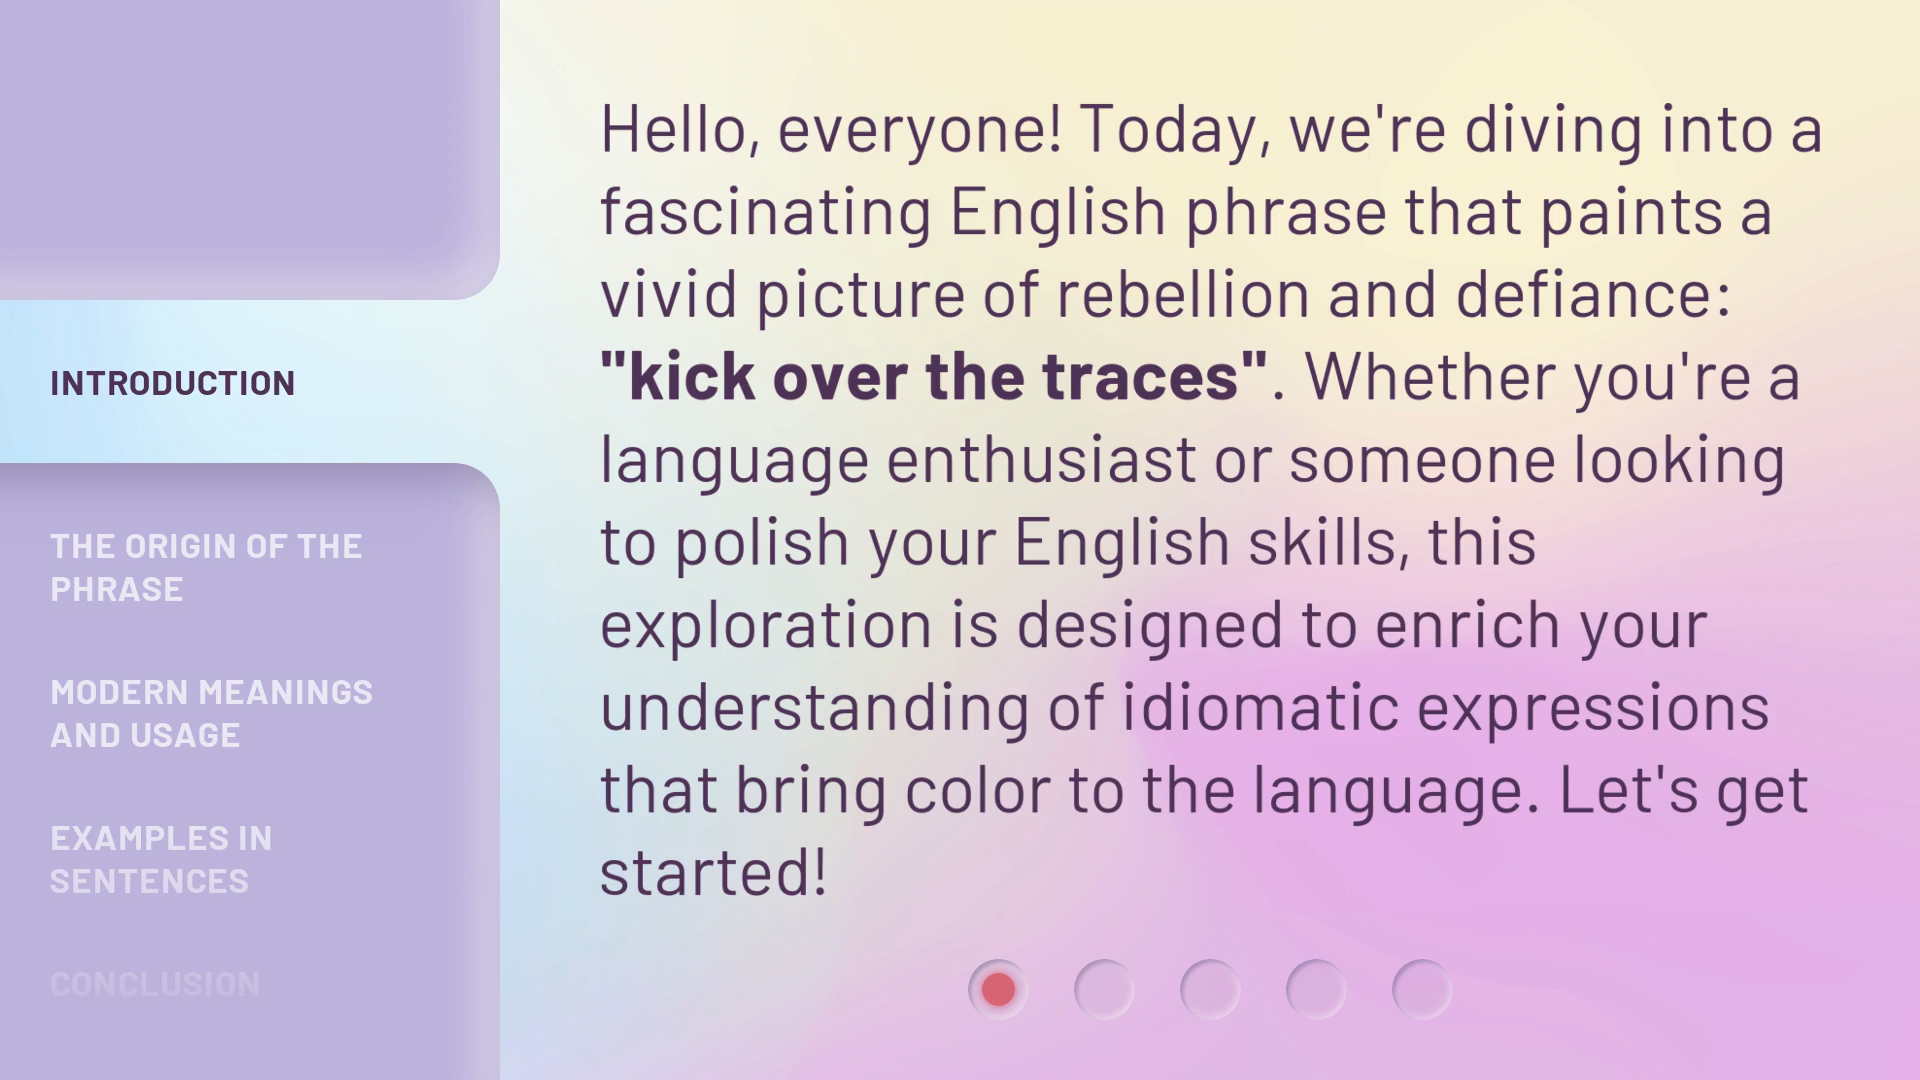 INTRODUCTION
THE ORIGIN OF THE
PHRASE
MODERN MEANINGS
AND USAGE
EXAMPLES IN
SENTENCES
CONCLUSION
Hello, everyone! Today, we're diving into a
fascinating English phrase that paints a
vivid picture of rebellion and defiance:
"kick over the traces". Whether you're a
language enthusiast or someone looking
to polish your English skills, this
exploration is designed to enrich your
understanding of idiomatic expressions
that bring color to the language. Let's get
started!